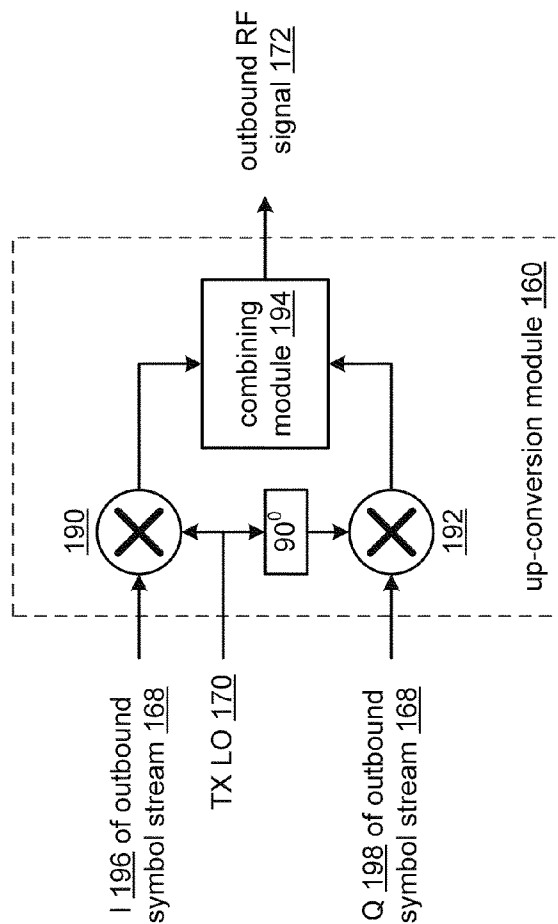 I 196 of outbound
symbol stream 168
TX LO 170
Q 198 of outbound
symbol stream 168
190
90⁰
192
combining
module 194
up-conversion module 160
outbound RF
signal 172